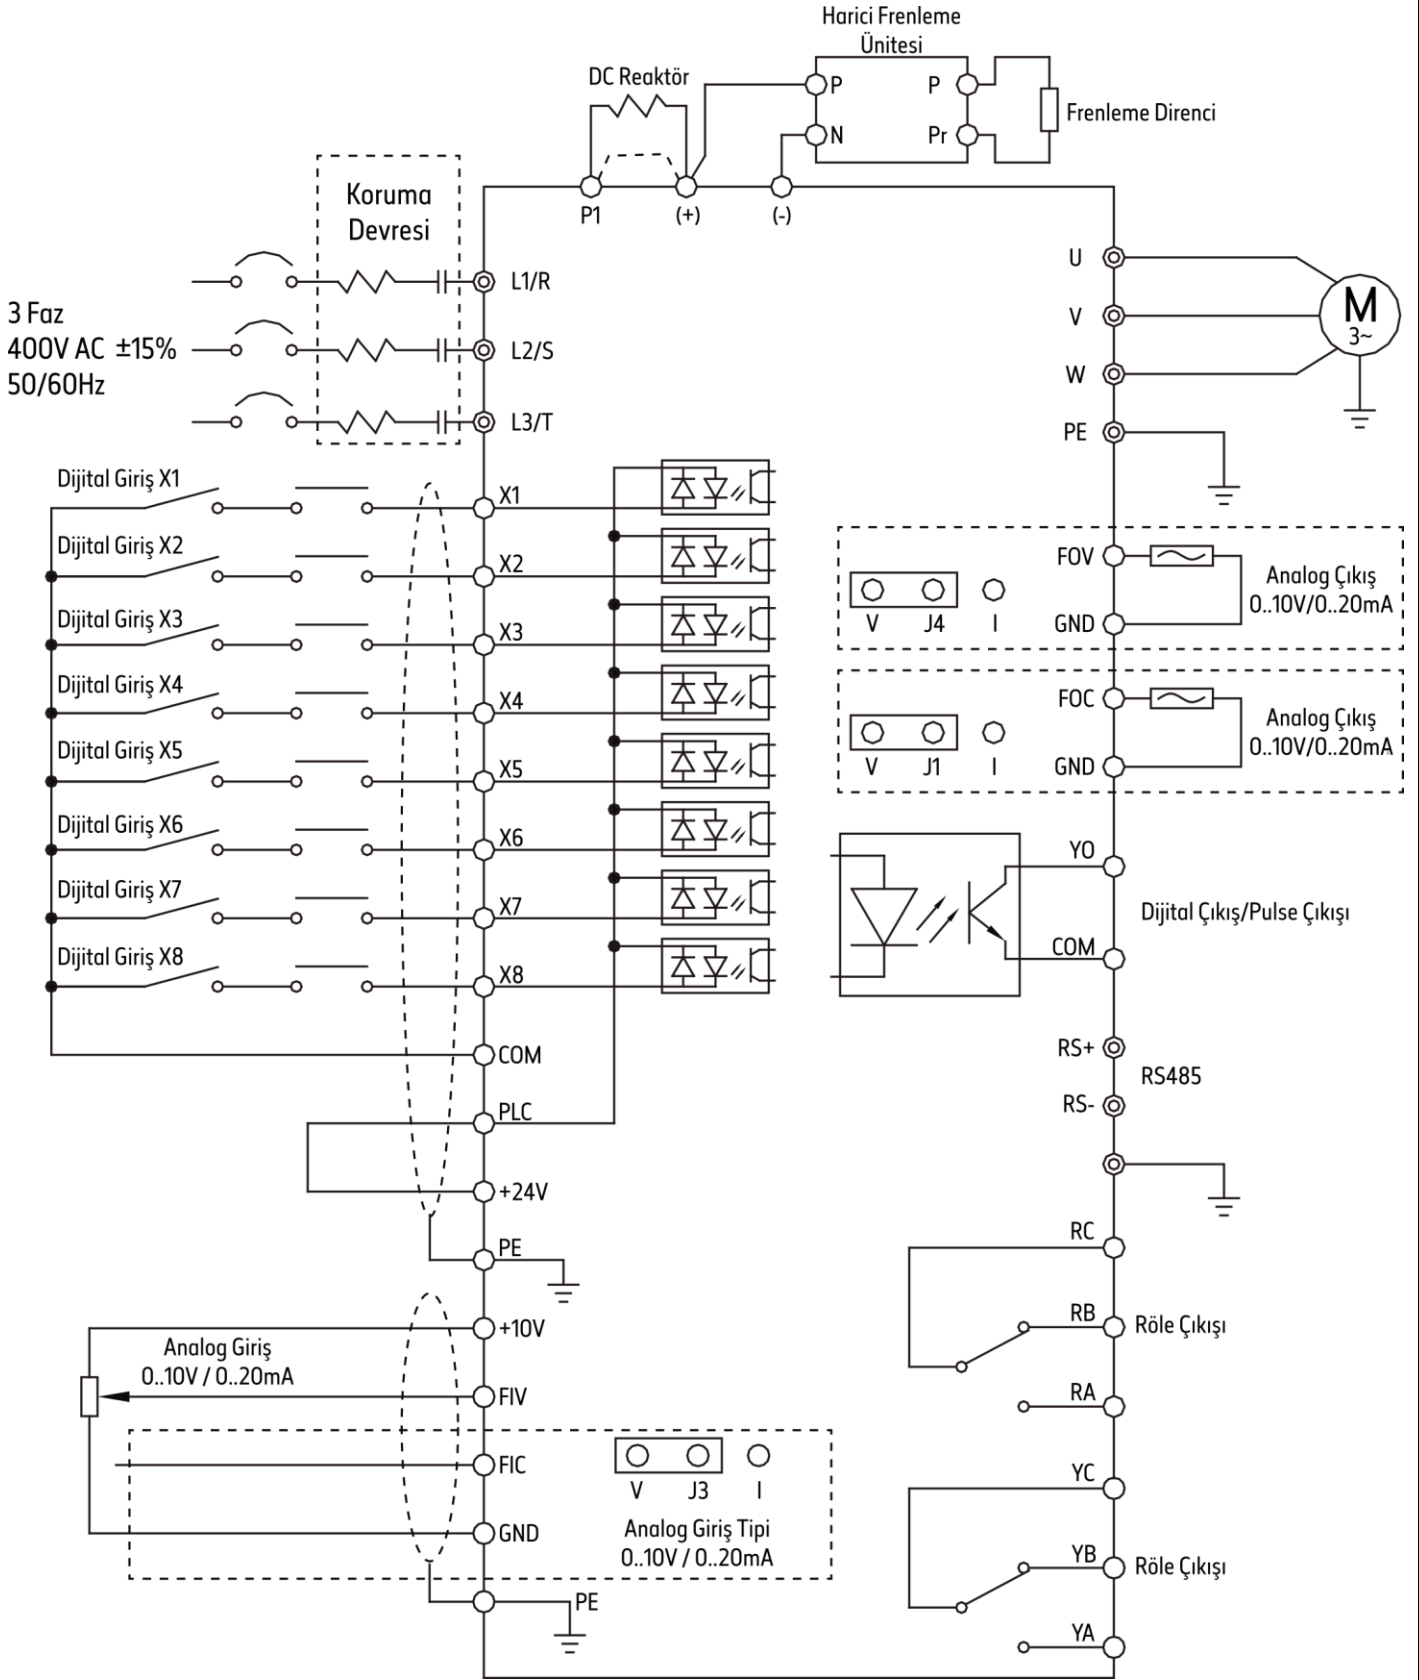 Harici Frenleme
Ünitesi
DC Reaktör
P
P
N
Pr
Frenleme Direnci
P1
(+)
(-)
Koruma
Devresi
3 Faz
400V AC ±15%
50/60Hz
L1/R
L2/S
L3/T
U
V
W
PE
M
3~
Dijital Giriş X1
X1
Dijital Giriş X2
X2
Dijital Giriş X3
X3
Dijital Giriş X4
X4
Dijital Giriş X5
X5
Dijital Giriş X6
X6
Dijital Giriş X7
X7
Dijital Giriş X8
X8
COM
PLC
+24V
PE
FOV
V
J4
I
GND
Analog Çıkış
0..10V/0..20mA
FOC
V
J1
I
GND
Analog Çıkış
0..10V/0..20mA
YO
COM
Dijital Çıkış/Pulse Çıkışı
RS+
RS485
RS-
RC
RB
Röle Çıkışı
RA
YC
YB
Röle Çıkışı
YA
+10V
Analog Giriş
0..10V / 0..20mA
FIV
FIC
V
J3
I
GND
Analog Giriş Tipi
0..10V / 0..20mA
PE